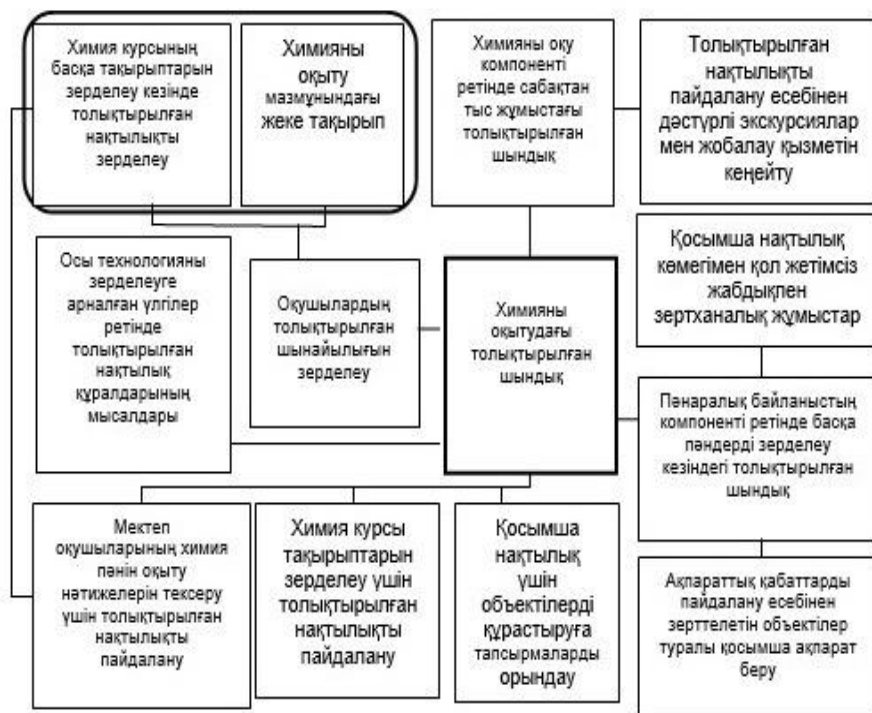 Химия курсының
басқа тақырыптарын
зерделеу кезінде
толықтырылған
нақтылықты
зерделеу
Химияны
оқыту
мазмұнындағы
жеке тақырып
Химияны оқу
компоненті
ретінде сабақтан
тыс жұмыстағы
толықтырылған
шындық
Толықтырылған
нақтылықты
пайдалану есебінен
дәстүрлі экскурсиялар
мен жобалау қызметін
кеңейту
Осы технологияны
зерделеуге
арналған үлгілер
ретінде
толықтырылған
нақтылық
құралдарының
мысалдары
Оқушылардың
толықтырылған
шынайылығын
зерделеу
Химияны
оқытудағы
толықтырылған
шындық
Қосымша нақтылық
көмегімен қол жетімсіз
жабдықпен
зертханалық жұмыстар
Пәнаралық байланыстың
компоненті ретінде басқа
пәндерді зерделеу
кезіндегі толықтырылған
шындық
Мектеп
оқушыларының химия
пәнін оқыту
нәтижелерін тексеру
үшін толықтырылған
нақтылықты
пайдалану
Химия курсы
тақырыптарын
зерделеу үшін
толықтырылған
нақтылықты
пайдалану
Қосымша
нақтылық
үшін
объектілерді
құрастыруға
тапсырмаларды
орындау
Ақпараттық қабаттарды
пайдалану есебінен
зерттелетін объектілер
туралы қосымша ақпарат
беру